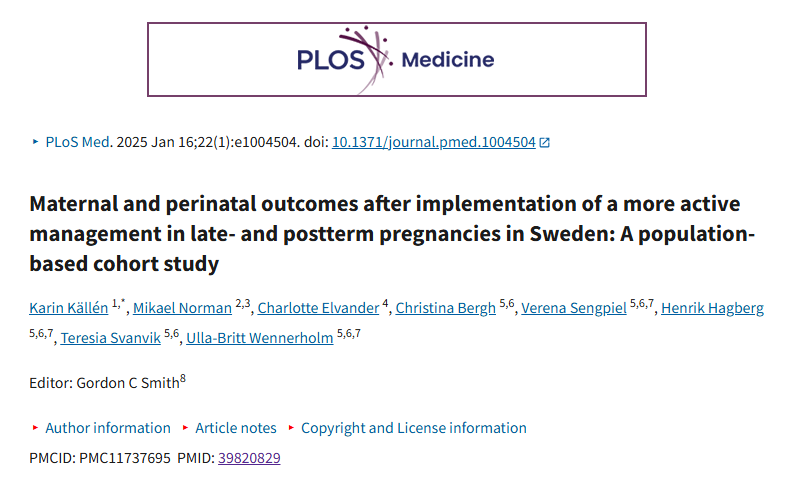 PLOS Medicine
PLoS Med. 2025 Jan 16;22(1):e1004504. doi: 10.1371/journal.pmed.1004504
Maternal and perinatal outcomes after implementation of a more active
management in late- and postterm pregnancies in Sweden: A population-
based cohort study
Karin Källén 1,*, Mikael Norman 2,3, Charlotte Elvander 4, Christina Bergh 5,6, Verena Sengpiel 5,6,7, Henrik Hagberg
5,6,7, Teresia Svanvik 5,6, Ulla-Britt Wennerholm 5,6,7
Editor: Gordon C Smith8
Author information Article notes Copyright and License information
PMCID: PMC11737695 PMID: 39820829